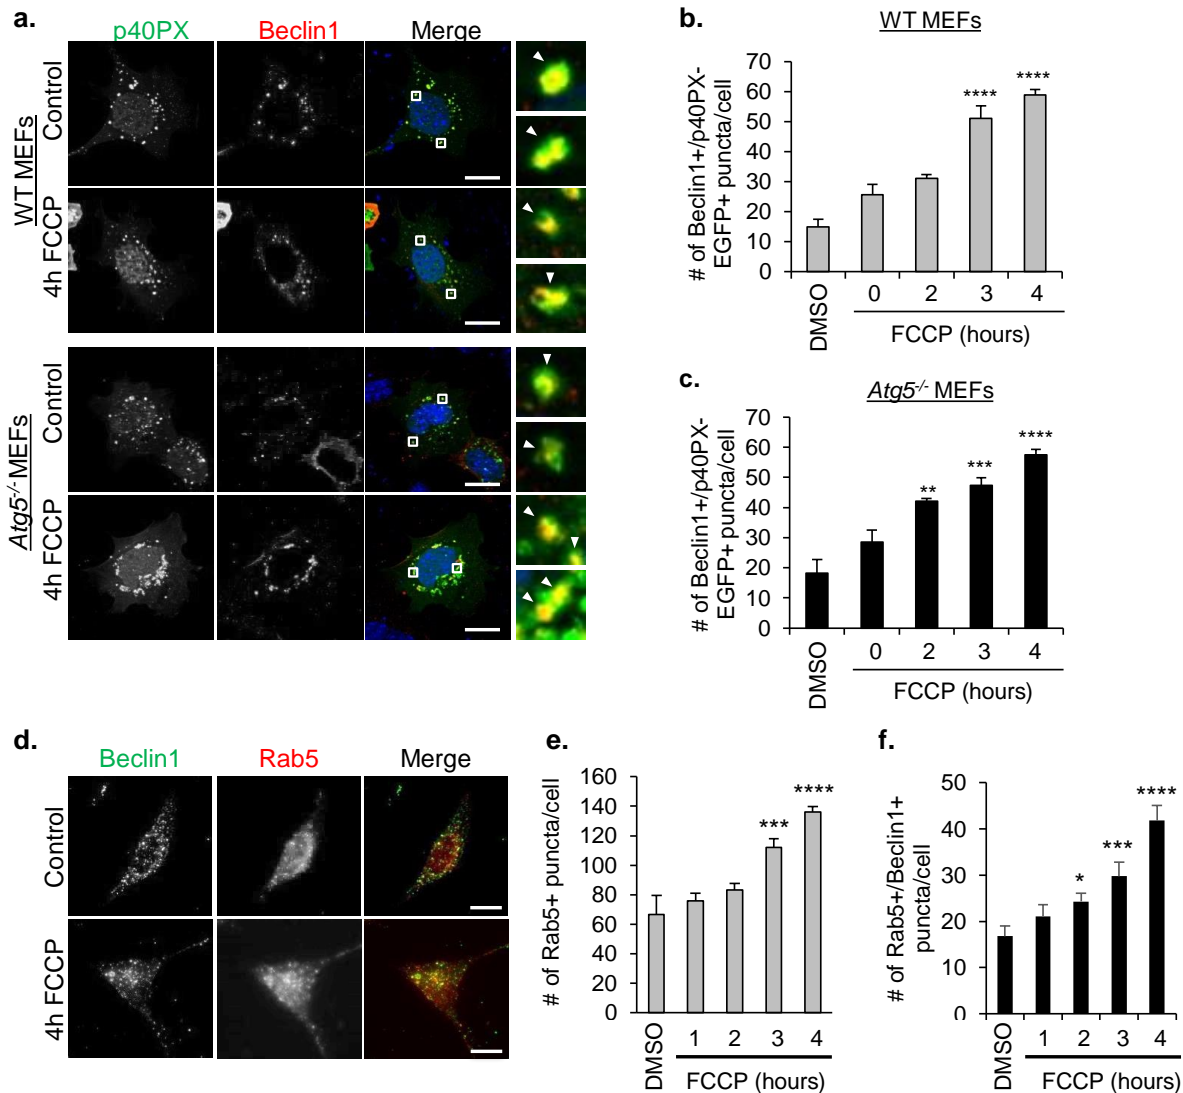 a.
p40PX
Beclin1
Merge
WT MEFs
Control
4h FCCP
Atg5-/- MEFs
Control
4h FCCP
b.
WT MEFs
# of Beclin1+/p40PX-
EGFP+ puncta/cell
70
60
50
40
30
20
10
0
****
****
DMSO
0 2 3 4
FCCP (hours)
c.
Atg5-/- MEFs
# of Beclin1+/p40PX-
EGFP+ puncta/cell
70
60
50
40
30
20
10
0
**
***
****
DMSO
0 2 3 4
FCCP (hours)
d.
Beclin1
Rab5
Merge
Control
4h FCCP
e.
# of Rab5+ puncta/cell
160
140
120
100
80
60
40
20
0
***
****
DMSO
1 2 3 4
FCCP (hours)
f.
# of Rab5+/Beclin1+
puncta/cell
50
40
30
20
10
0
*
***
****
DMSO
1 2 3 4
FCCP (hours)